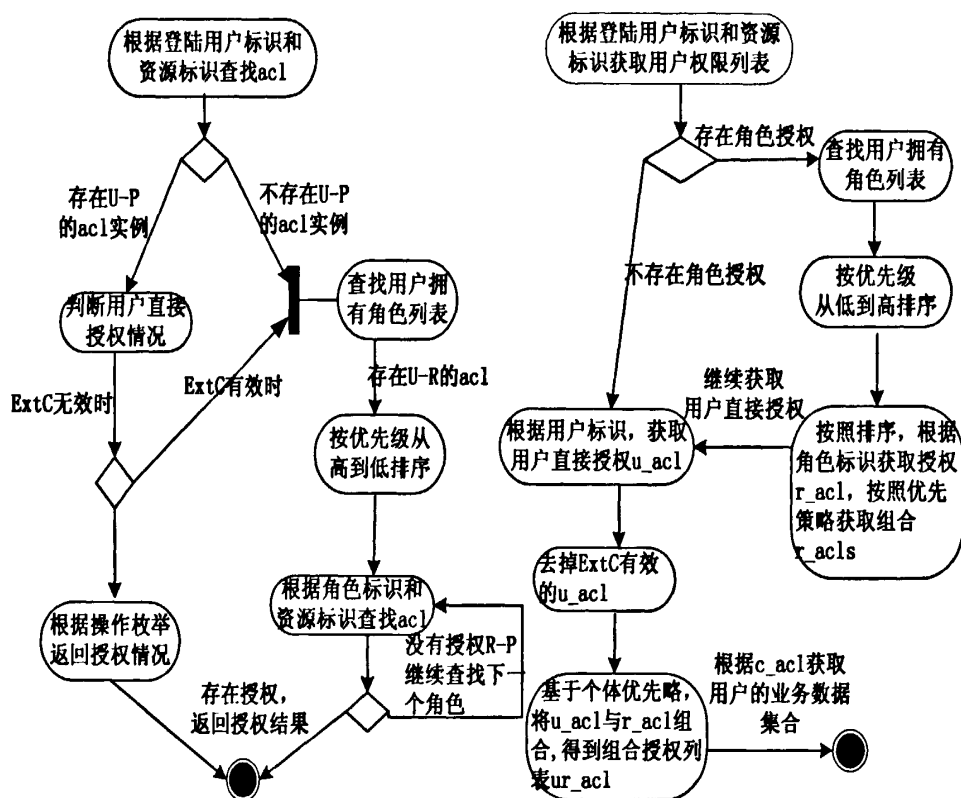 根据登陆用户标识和
资源标识查找acl
存在U-P
的acl实例
不存在U-P
的acl实例
判断用户直接
授权情况
查找用户拥
有角色列表
ExtC无效时
ExtC有效时
存在U-R的acl
按优先级从
高到低排序
根据操作枚举
返回授权情况
根据角色标识和
资源标识查找acl
没有授权R-P
继续查找下一
个角色
存在授权，
返回授权结果
根据登陆用户标识和资源
标识获取用户权限列表
存在角色授权
查找用户拥有
角色列表
不存在角色授权
按优先级
从低到高排序
继续获取
用户直接授权
根据用户标识，获取
用户直接授权u_acl
按照排序，根据
角色标识获取授权
r_acl，按照优先
策略获取组合
r_acls
去掉ExtC有效
的u_acl
基于个体优先略，
将u_acl与r_acl组
合,得到组合授权列
表ur_acl
根据c_acl获取
用户的业务数据
集合